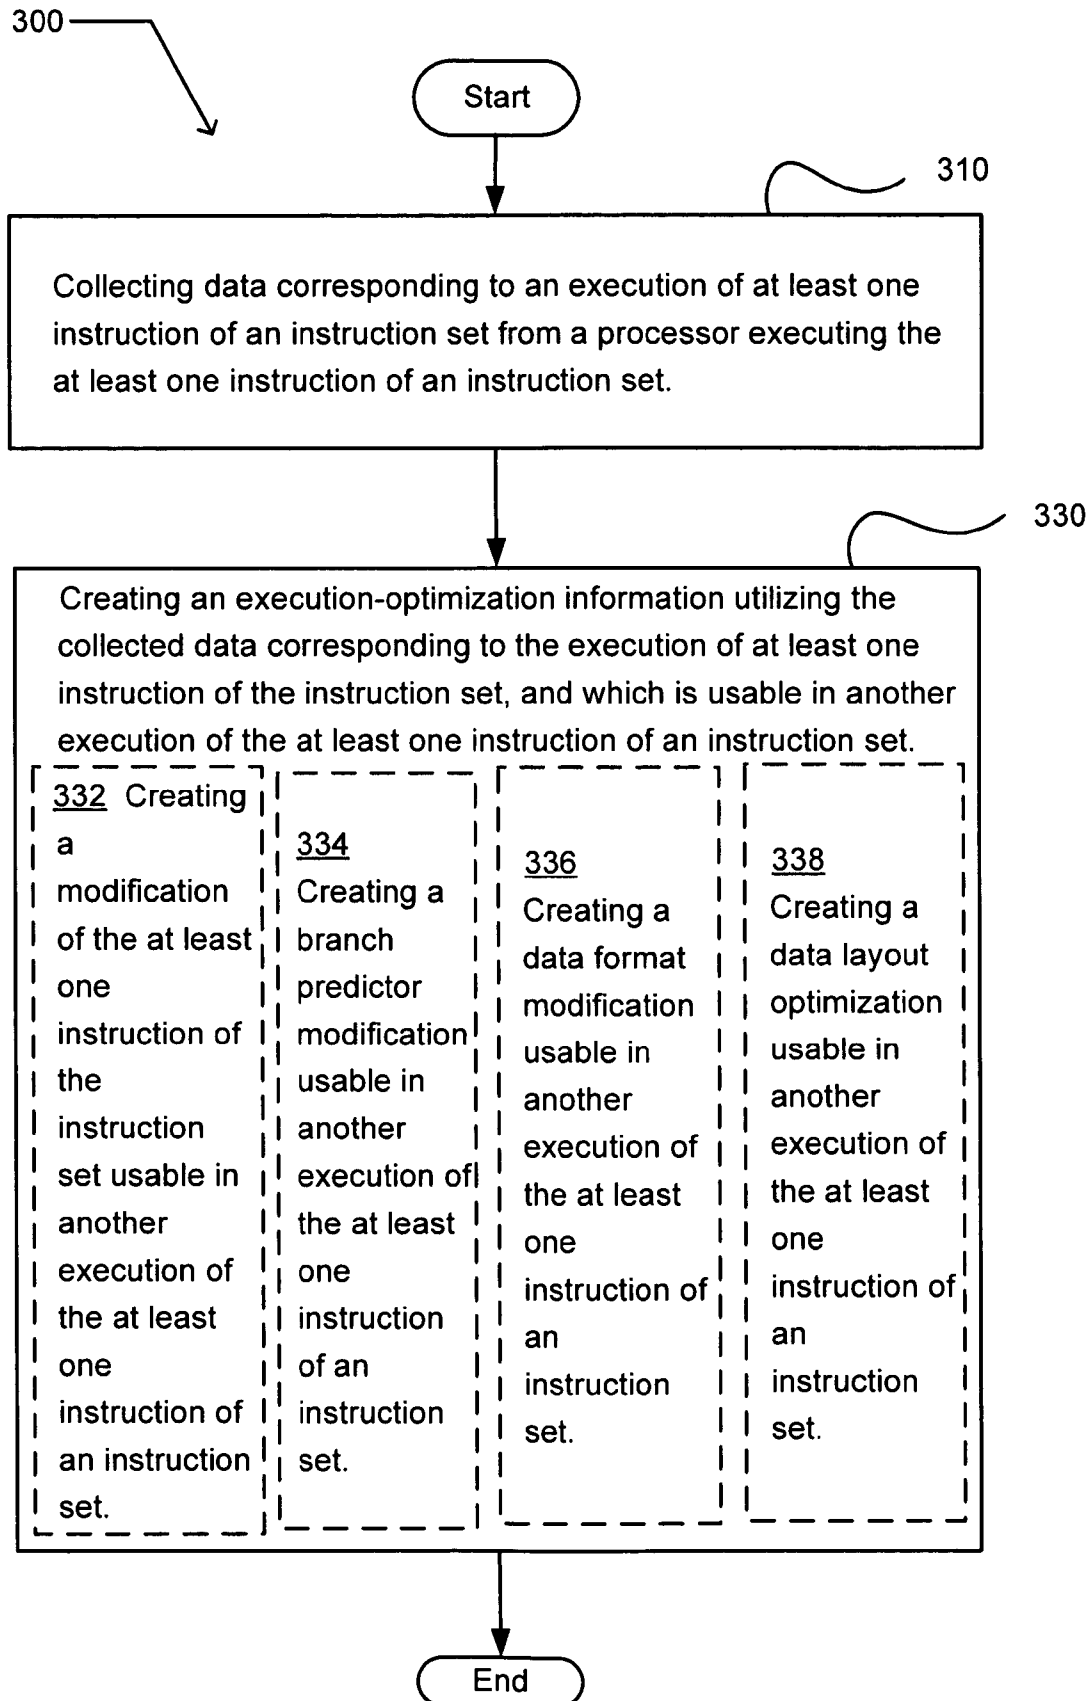 300
Start
310
Collecting data corresponding to an execution of at least one
instruction of an instruction set from a processor executing the
at least one instruction of an instruction set.
330
Creating an execution-optimization information utilizing the
collected data corresponding to the execution of at least one
instruction of the instruction set, and which is usable in another
execution of the at least one instruction of an instruction set.
332 Creating
a
modification
of the at least
one
instruction of
the
instruction
set usable in
another
execution of
the at least
one
instruction of
an instruction
set.
334
Creating a
branch
predictor
modification
usable in
another
execution of
the at least
one
instruction
of an
instruction
set.
336
Creating a
data format
modification
usable in
another
execution of
the at least
one
instruction of
an
instruction
set.
338
Creating a
data layout
optimization
usable in
another
execution of
the at least
one
instruction of
an
instruction
set.
End